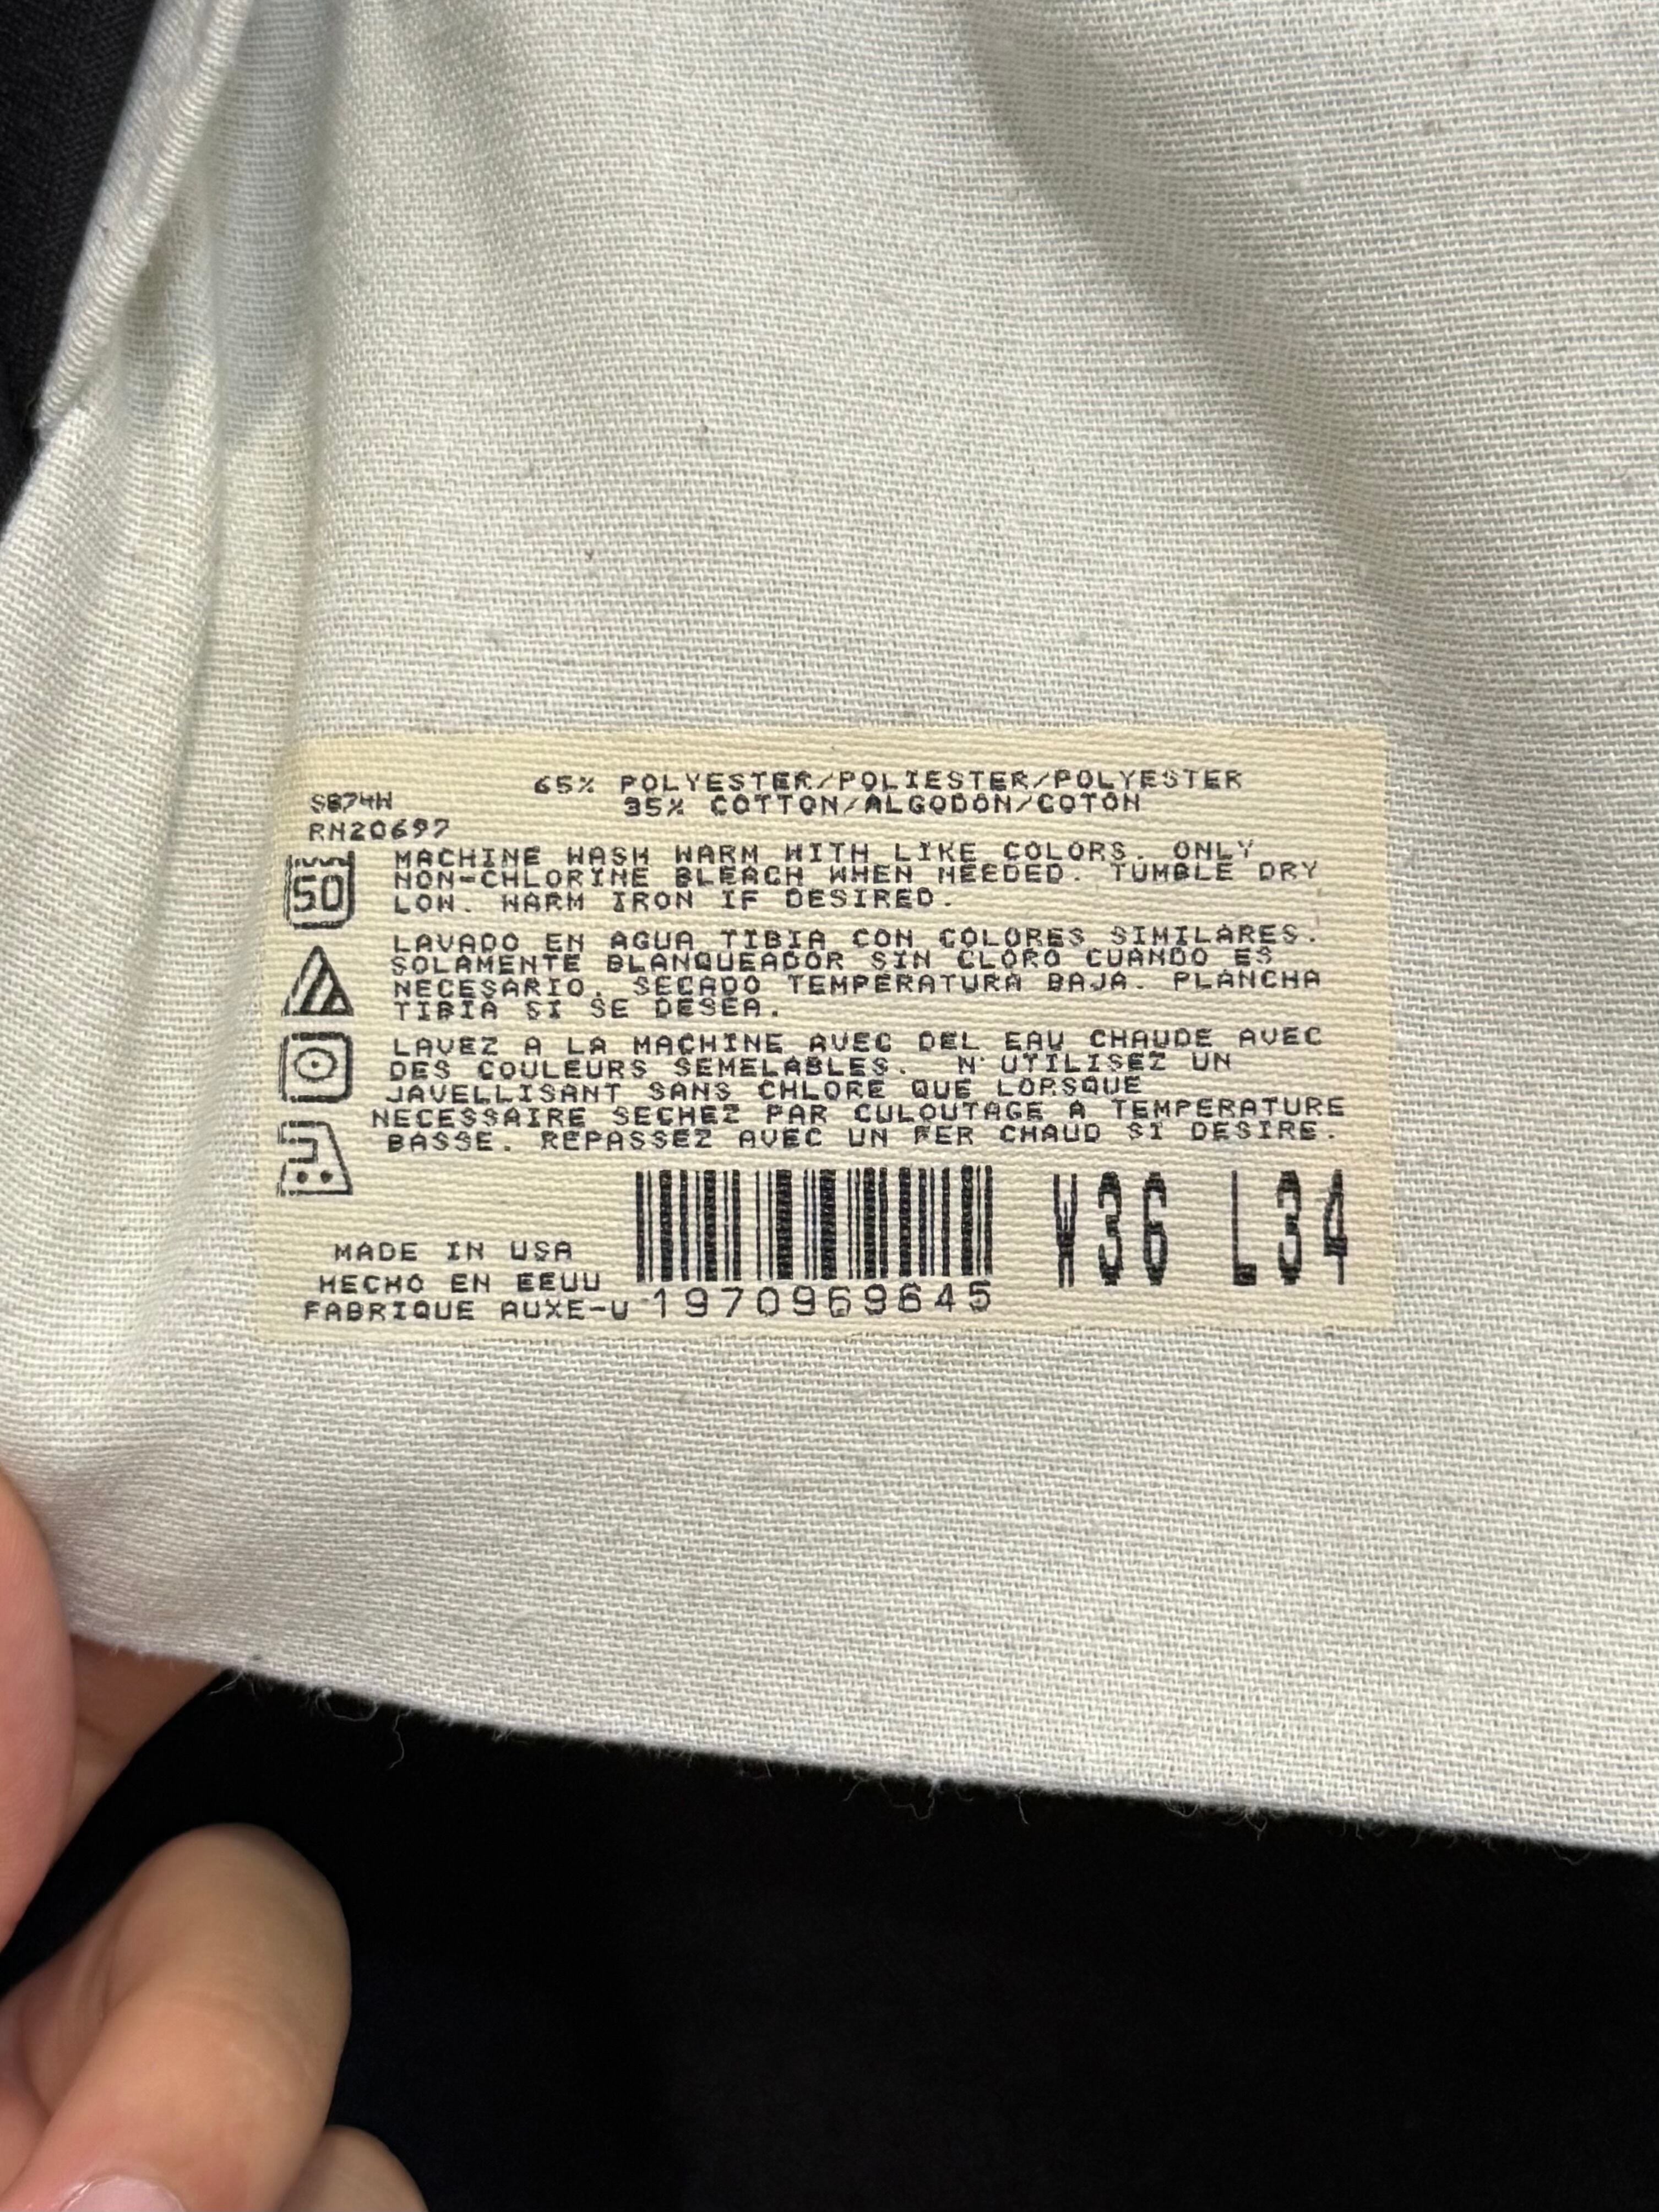 65% POLYESTER/POLIESTER/POLYESTER
35% COTTON/ALGODON/COTON
S874H
RN20697
MACHINE WASH WARM WITH LIKE COLORS. ONLY
NON-CHLORINE BLEACH WHEN NEEDED. TUMBLE DRY
LOW. WARM IRON IF DESIRED.
50
LAVADO EN AGUA TIBIA CON COLORES SIMILARES.
SOLAMENTE BLANQUEADOR SIN CLORO CUANDO ES
NECESARIO. SECADO TEMPERATURA BAJA. PLANCHA
TIBIA SI SE DESEA.
LAVEZ A LA MACHINE AVEC DEL EAU CHAUDE AVEC
DES COULEURS SEMELABLES. N'UTILISEZ UN
JAVELLISANT SANS CHLORE QUE LORSQUE
NECESSAIRE SECHEZ PAR CULOUTAGE A TEMPERATURE
BASSE. REPASSEZ AVEC UN FER CHAUD SI DESIRE.
W36 L34
MADE IN USA
HECHO EN EEUU
FABRIQUE AUXE-U
1970969645